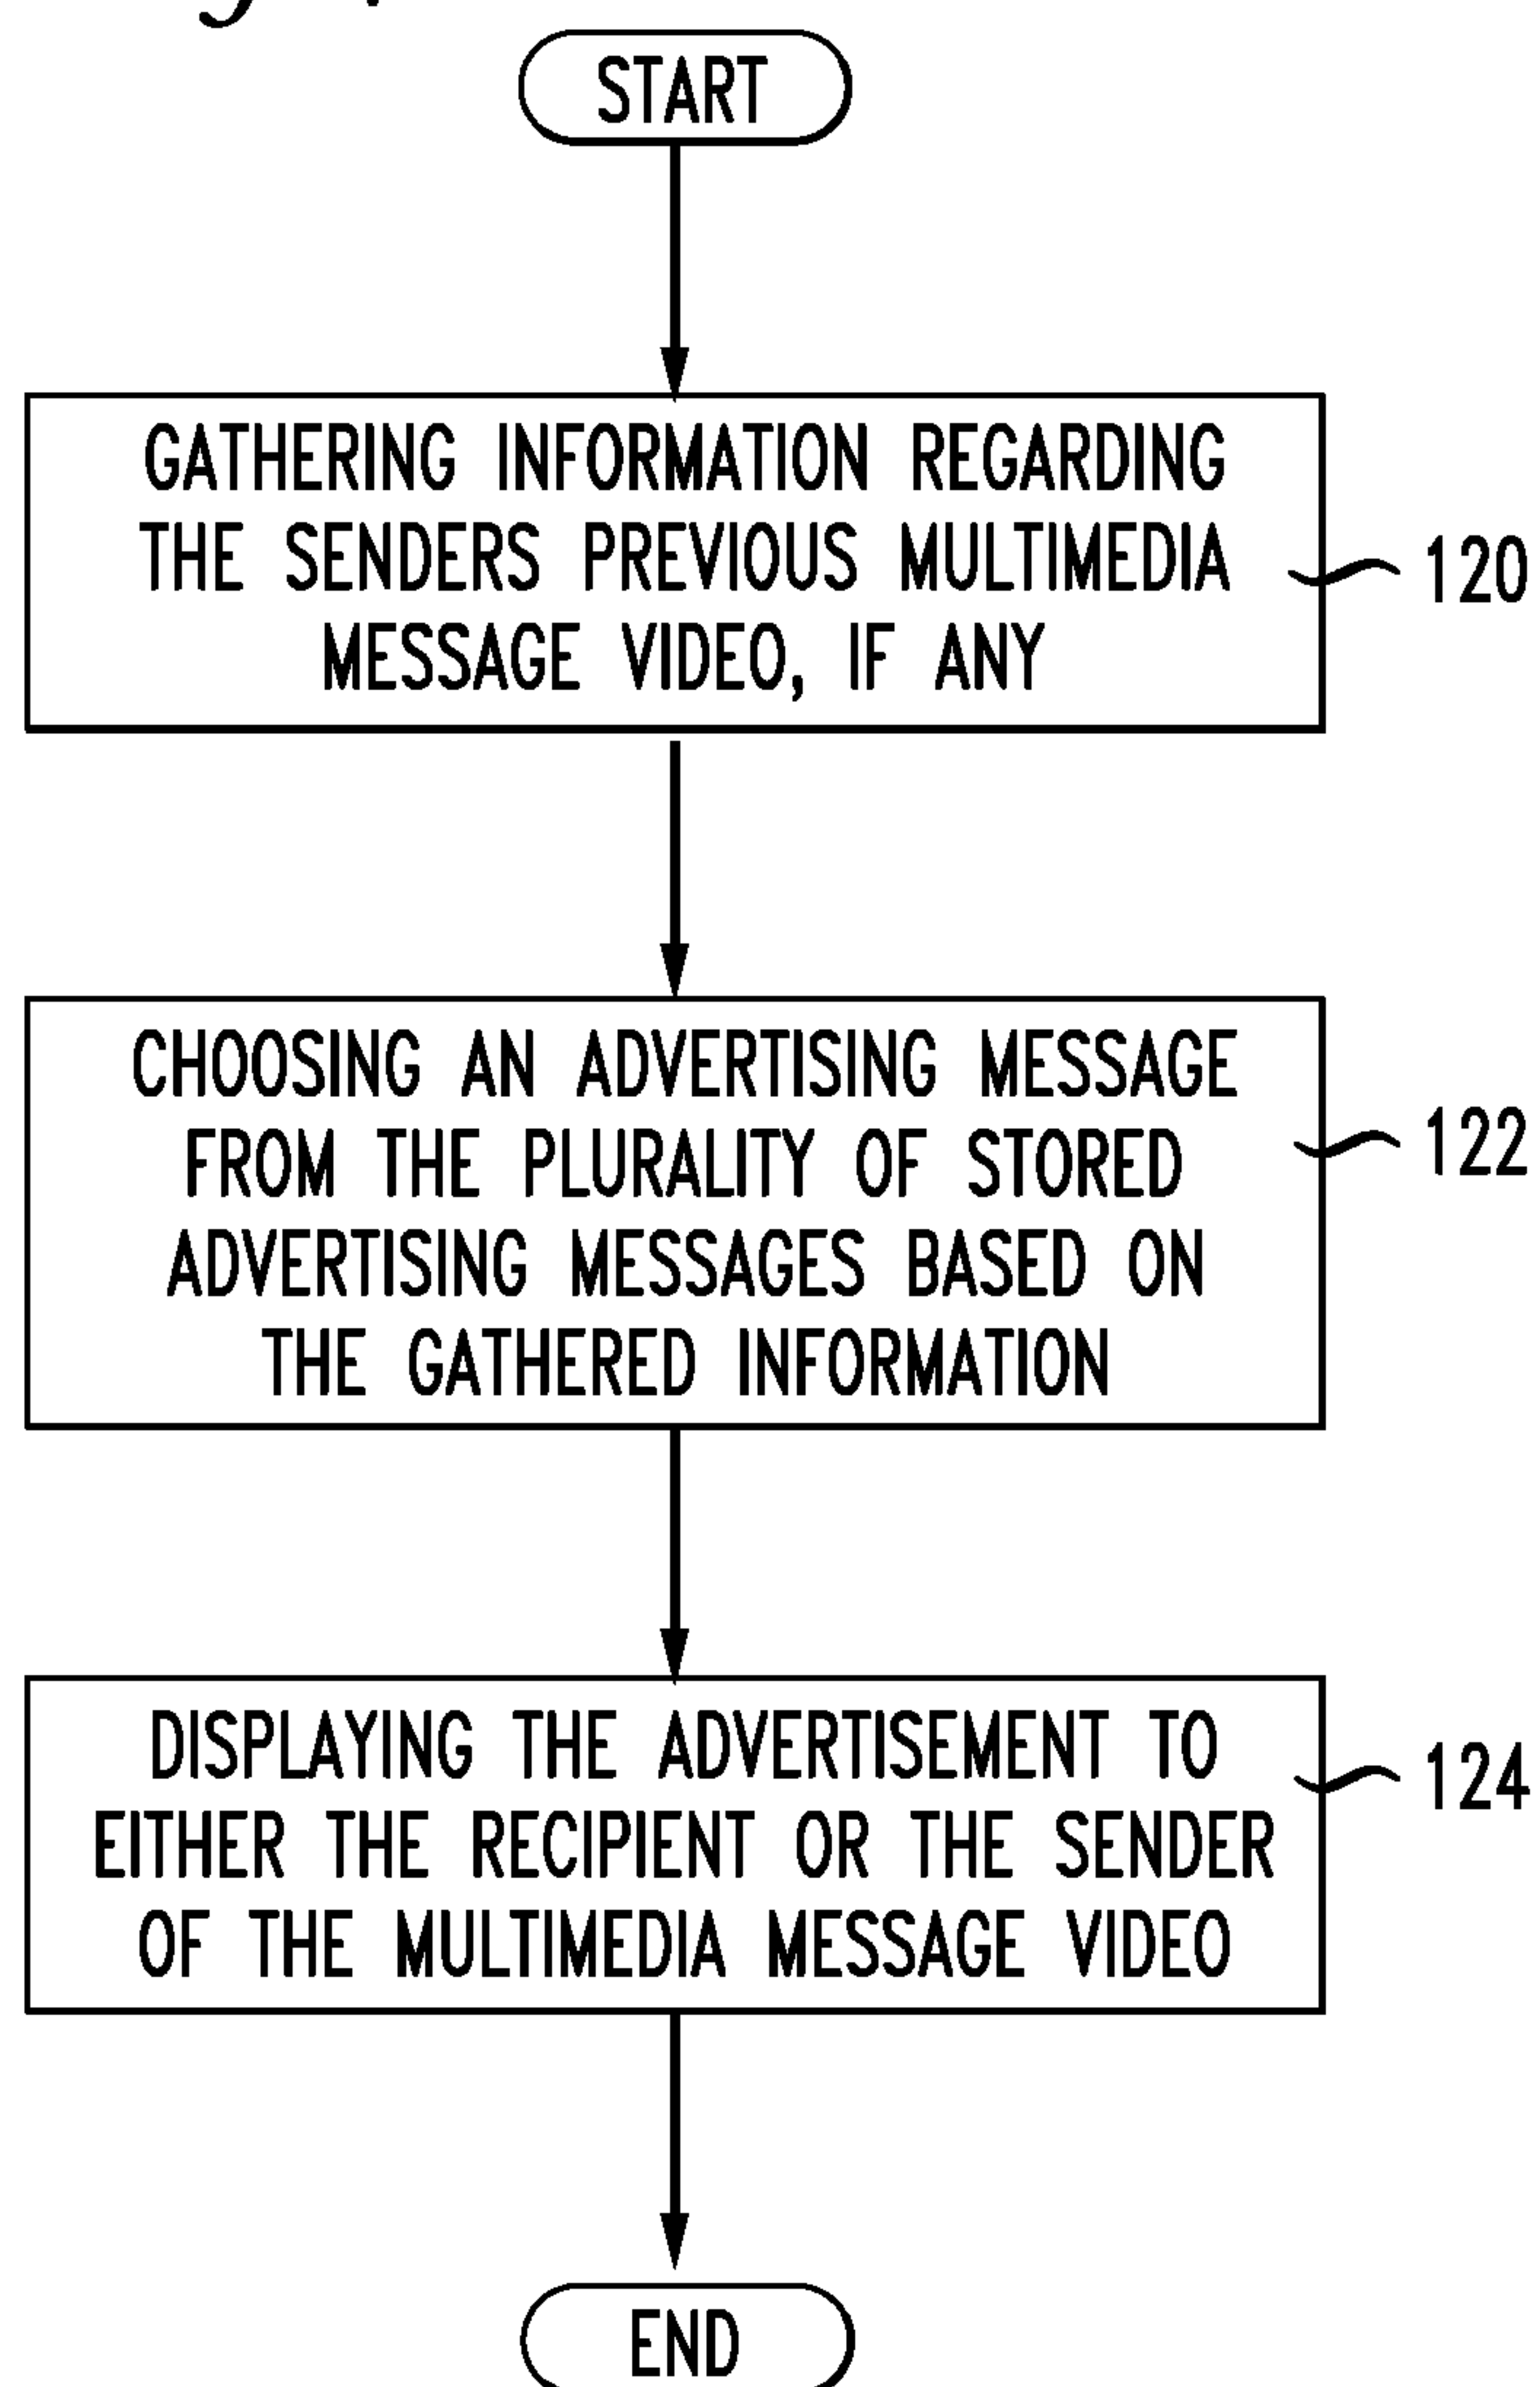 START
GATHERING INFORMATION REGARDING
THE SENDERS PREVIOUS MULTIMEDIA
MESSAGE VIDEO, IF ANY
120
CHOOSING AN ADVERTISING MESSAGE
FROM THE PLURALITY OF STORED
ADVERTISING MESSAGES BASED ON
THE GATHERED INFORMATION
122
DISPLAYING THE ADVERTISEMENT TO
EITHER THE RECIPIENT OR THE SENDER
OF THE MULTIMEDIA MESSAGE VIDEO
124
END